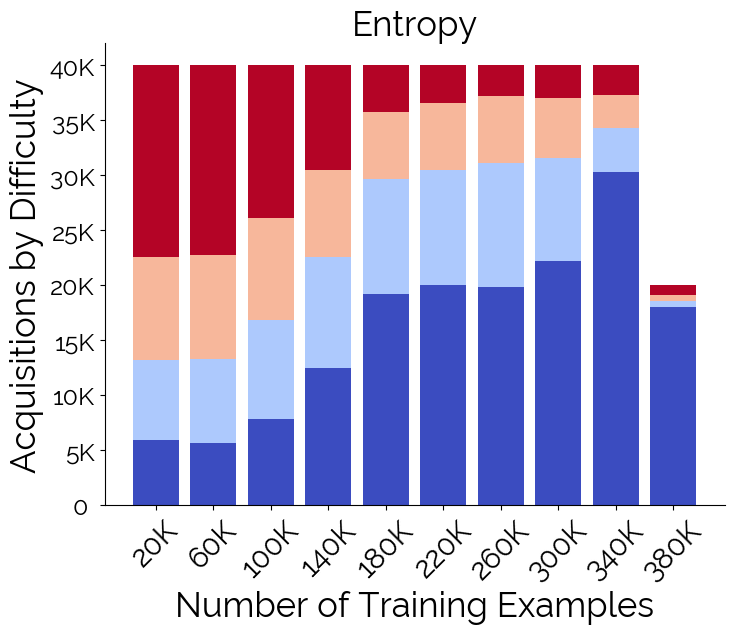 Entropy
Acquisitions by Difficulty
40K
35K
30K
25K
20K
15K
10K
5K
0
20K
60K
100K
140K
180K
220K
260K
300K
340K
380K
Number of Training Examples